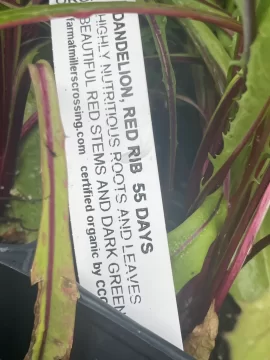 DANDELION, RED RIB 55 DAYS
HIGHLY NUTRITIOUS ROOTS AND LEAVES
BEAUTIFUL RED STEMS AND DARK GREEN
farmatmillerscrossing.com certified organic by